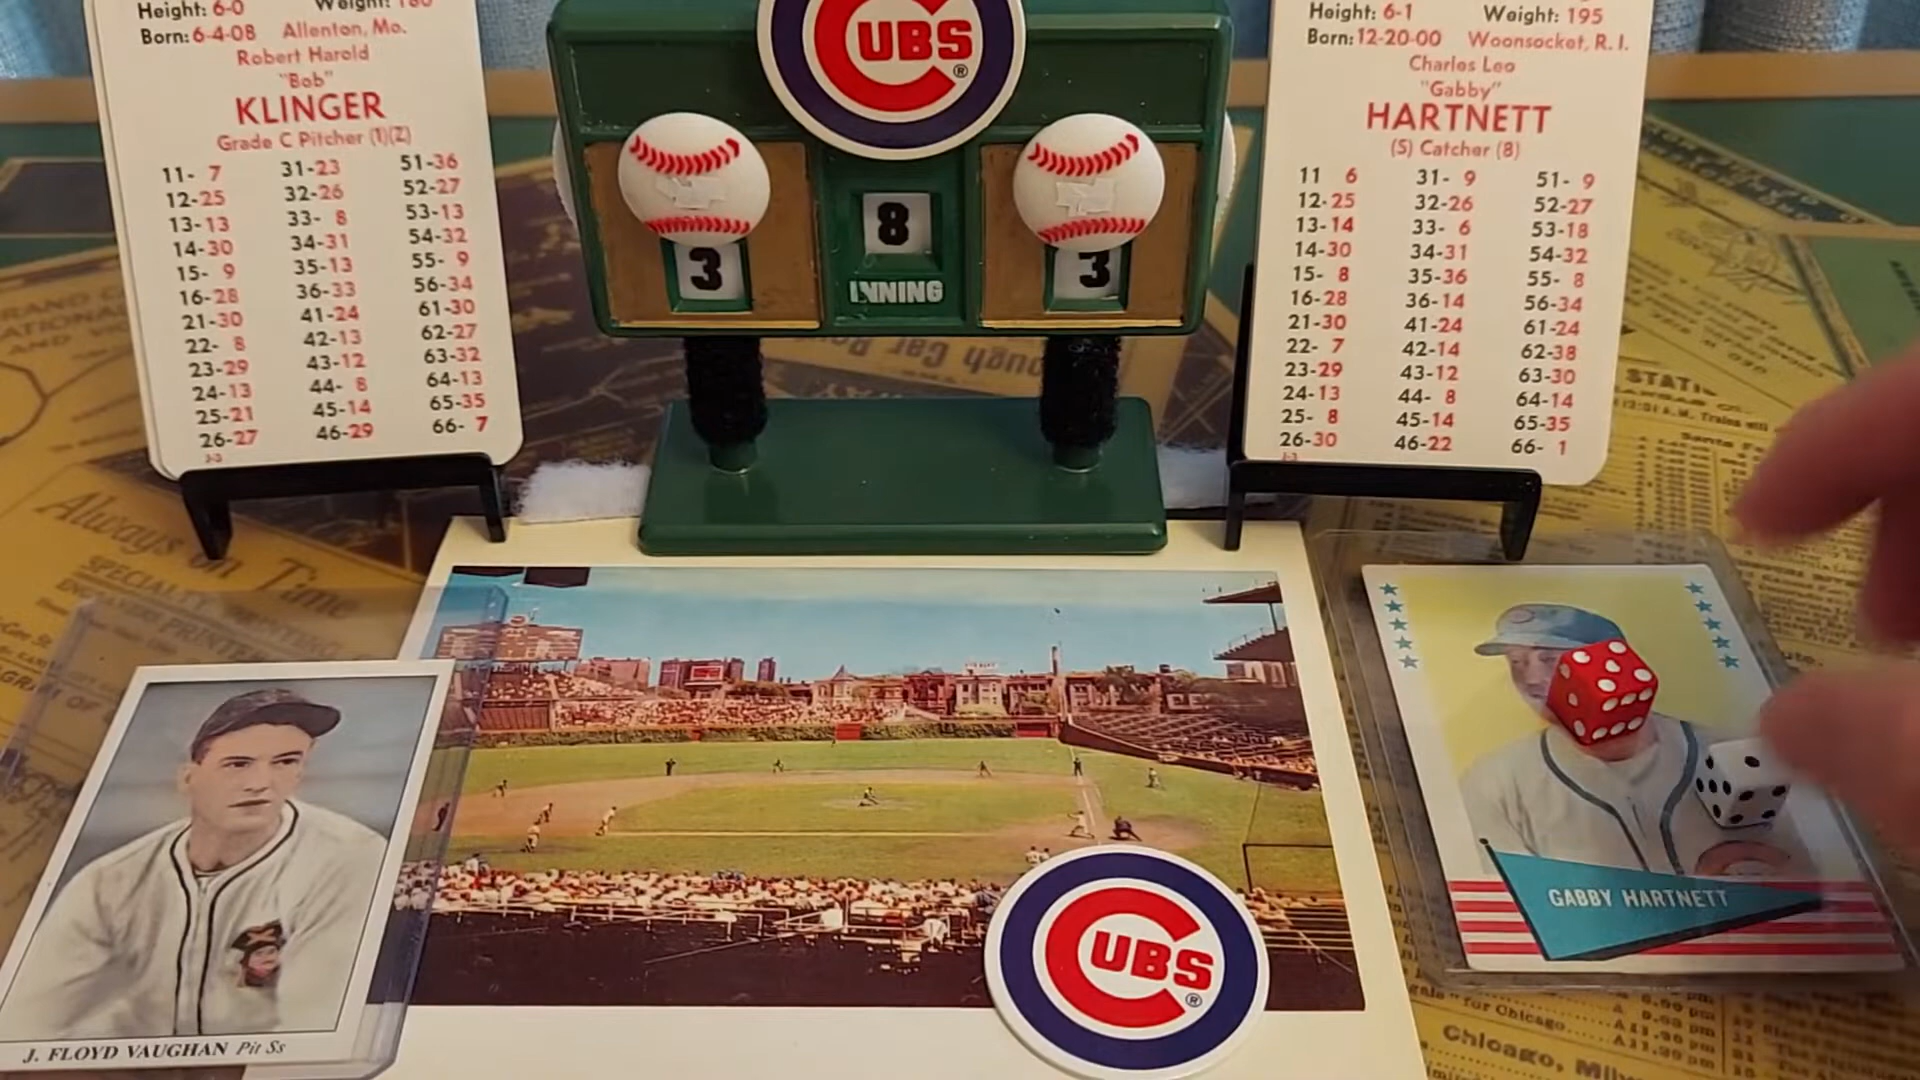 Height: 6-0 Weight: 180
Born: 6-4-08 Allenton, Mo.
Robert Harold
"Bob"
KLINGER
Grade C Pitcher (1)(2)
11- 7 31-23 51-36
12-25 32-26 52-27
13-13 33- 8 53-13
14-30 34-31 54-32
15- 9 35-13 55- 9
16-28 36-33 56-34
21-30 41-24 61-30
22- 8 42-13 62-27
23-29 43-12 63-32
24-13 44- 8 64-13
25-21 45-14 65-35
26-27 46-29 66- 7
J-3
CUBS
8
3
3
INNING
Height: 6-1 Weight: 195
Born: 12-20-00 Woonsocket, R. I.
Charles Leo
"Gabby"
HARTNETT
(S) Catcher (8)
11 6 31- 9 51- 9
12-25 32-26 52-27
13-14 33- 6 53-18
14-30 34-31 54-32
15- 8 35-36 55- 8
16-28 36-14 56-34
21-30 41-24 61-24
22- 7 42-14 62-38
23-29 43-12 63-30
24-13 44- 8 64-14
25- 8 45-14 65-35
26-30 46-22 66- 1
J-3
Always on Time
J. FLOYD VAUGHAN Pit Ss
CUBS
GABBY HARTNETT
for Chicago
Chicago,